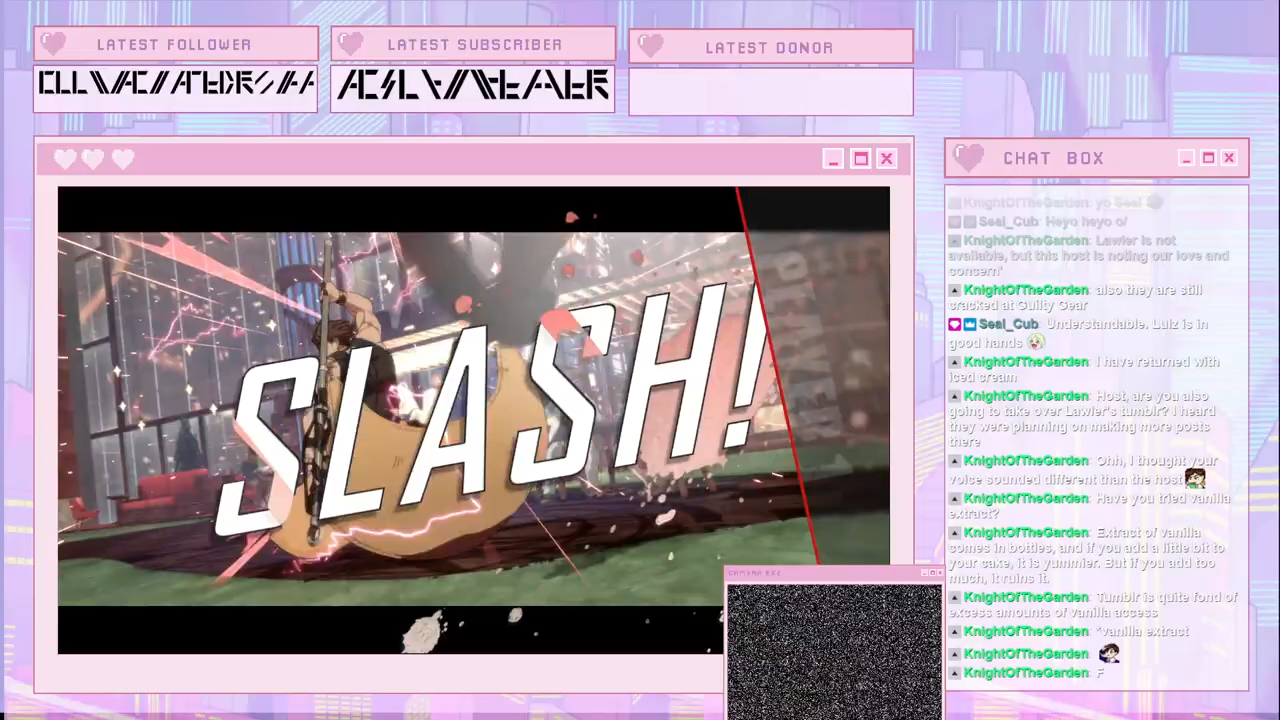 LATEST FOLLOWER
LATEST SUBSCRIBER
LATEST DONOR
CHAT BOX
KnightOfTheGarden: yo Seal
Seal_Cub: Heyo heyo o/
KnightOfTheGarden: Lawler is not
available, but this host is noting our love and
concern'
KnightOfTheGarden: also they are still
cracked at Guilty Gear
Seal_Cub: Understandable. Luiz is in
good hands
KnightOfTheGarden: I have returned with
iced cream
KnightOfTheGarden: Host, are you also
going to take over Lawler's tumblr? I heard
they were planning on making more posts
there
KnightOfTheGarden: Ohh, I thought your
voice sounded different than the host
KnightOfTheGarden: Have you tried vanilla
extract?
KnightOfTheGarden: Extract of vanilla
comes in bottles, and if you add a little bit to
your cake, it is yummier. But if you add too
much, it ruins it.
KnightOfTheGarden: Tumblr is quite fond of
excess amounts of vanilla access
KnightOfTheGarden: *vanilla extract
KnightOfTheGarden:
KnightOfTheGarden: F
SLASH!